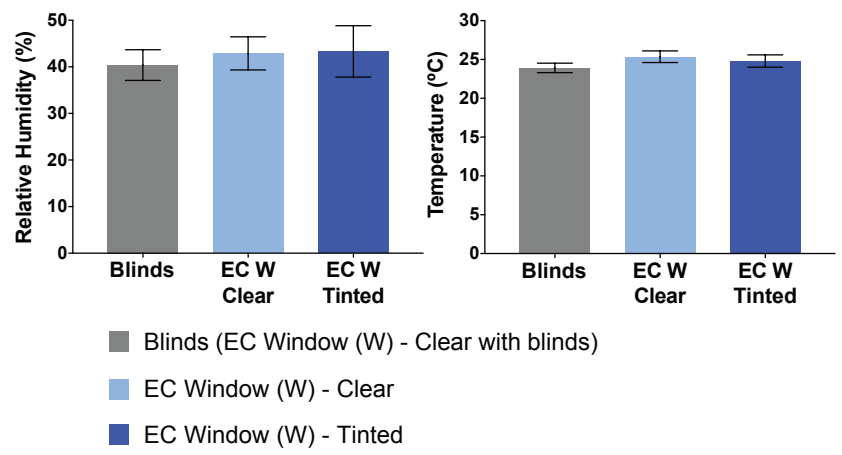 Relative Humidity (%)
50
40
30
20
10
0
Blinds
EC W
Clear
EC W
Tinted
Temperature (ºC)
30
25
20
15
10
5
0
Blinds
EC W
Clear
EC W
Tinted
Blinds (EC Window (W) - Clear with blinds)
EC Window (W) - Clear
EC Window (W) - Tinted